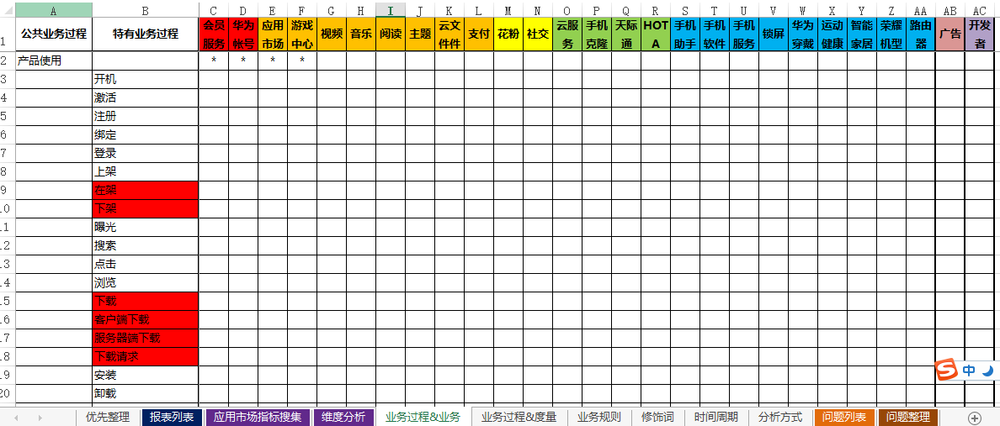 A B C D E F G H I J K L M N O P Q R S T U V W X Y Z AA AB AC
1 公共业务过程 特有业务过程 会员服务 华为帐号 应用市场 游戏中心 视频 音乐 阅读 主题 云文件件 支付 花粉 社交 云服务 手机克隆 天际通 HOTA 手机助手 手机软件 手机服务 锁屏 华为穿戴 运动健康 智能家居 荣耀机型 路由器 广告 开发者
2 产品使用 * * * *
3 开机
4 激活
5 注册
6 绑定
7 登录
8 上架
9 在架
.0 下架
.1 曝光
.2 搜索
.3 点击
.4 浏览
.5 下载
.6 客户端下载
.7 服务器端下载
.8 下载请求
.9 安装
20 卸载
S 中
优先整理 报表列表 应用市场指标搜集 维度分析 业务过程&业务 业务过程&度量 业务规则 修饰词 时间周期 分析方式 问题列表 问题整理